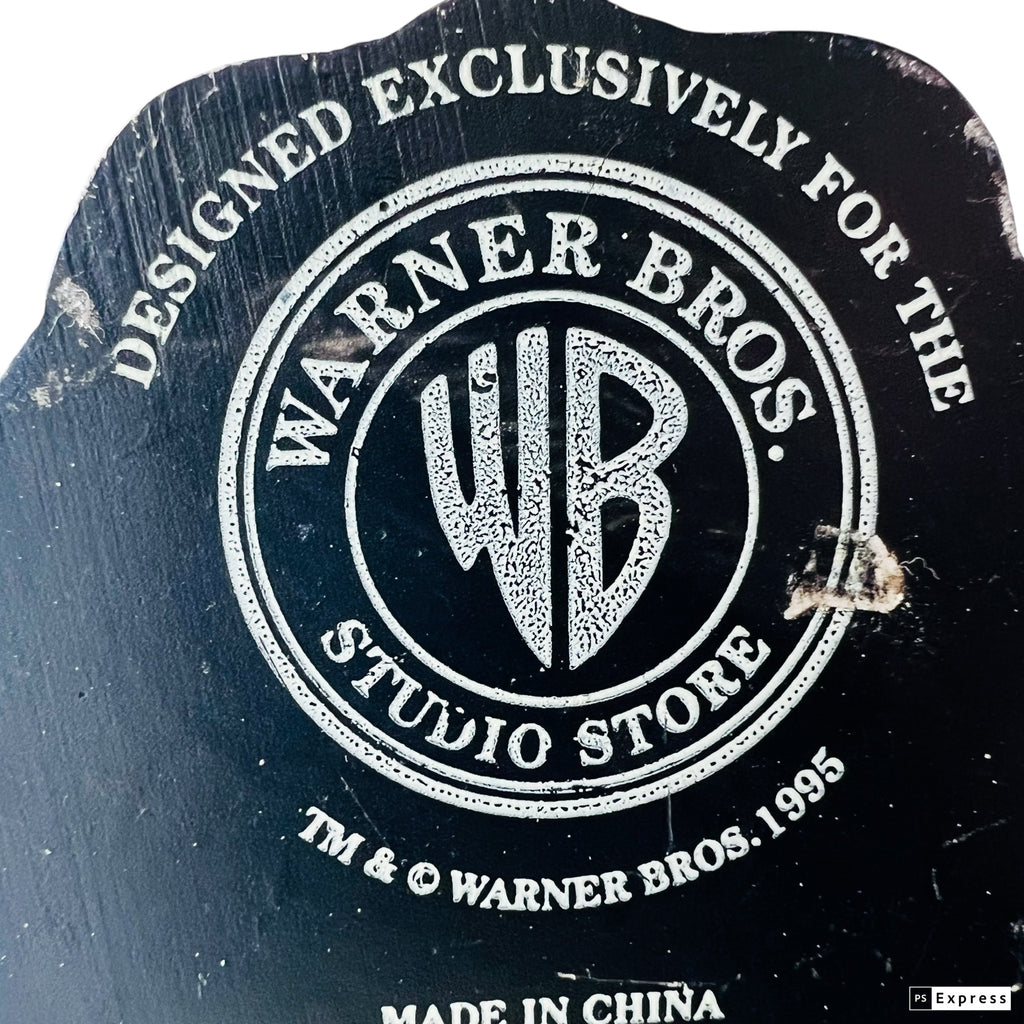 DESIGNED EXCLUSIVELY FOR THE
WARNER BROS.
WB
STUDIO STORE
TM & © WARNER BROS. 1995
MADE IN CHINA
PS Express